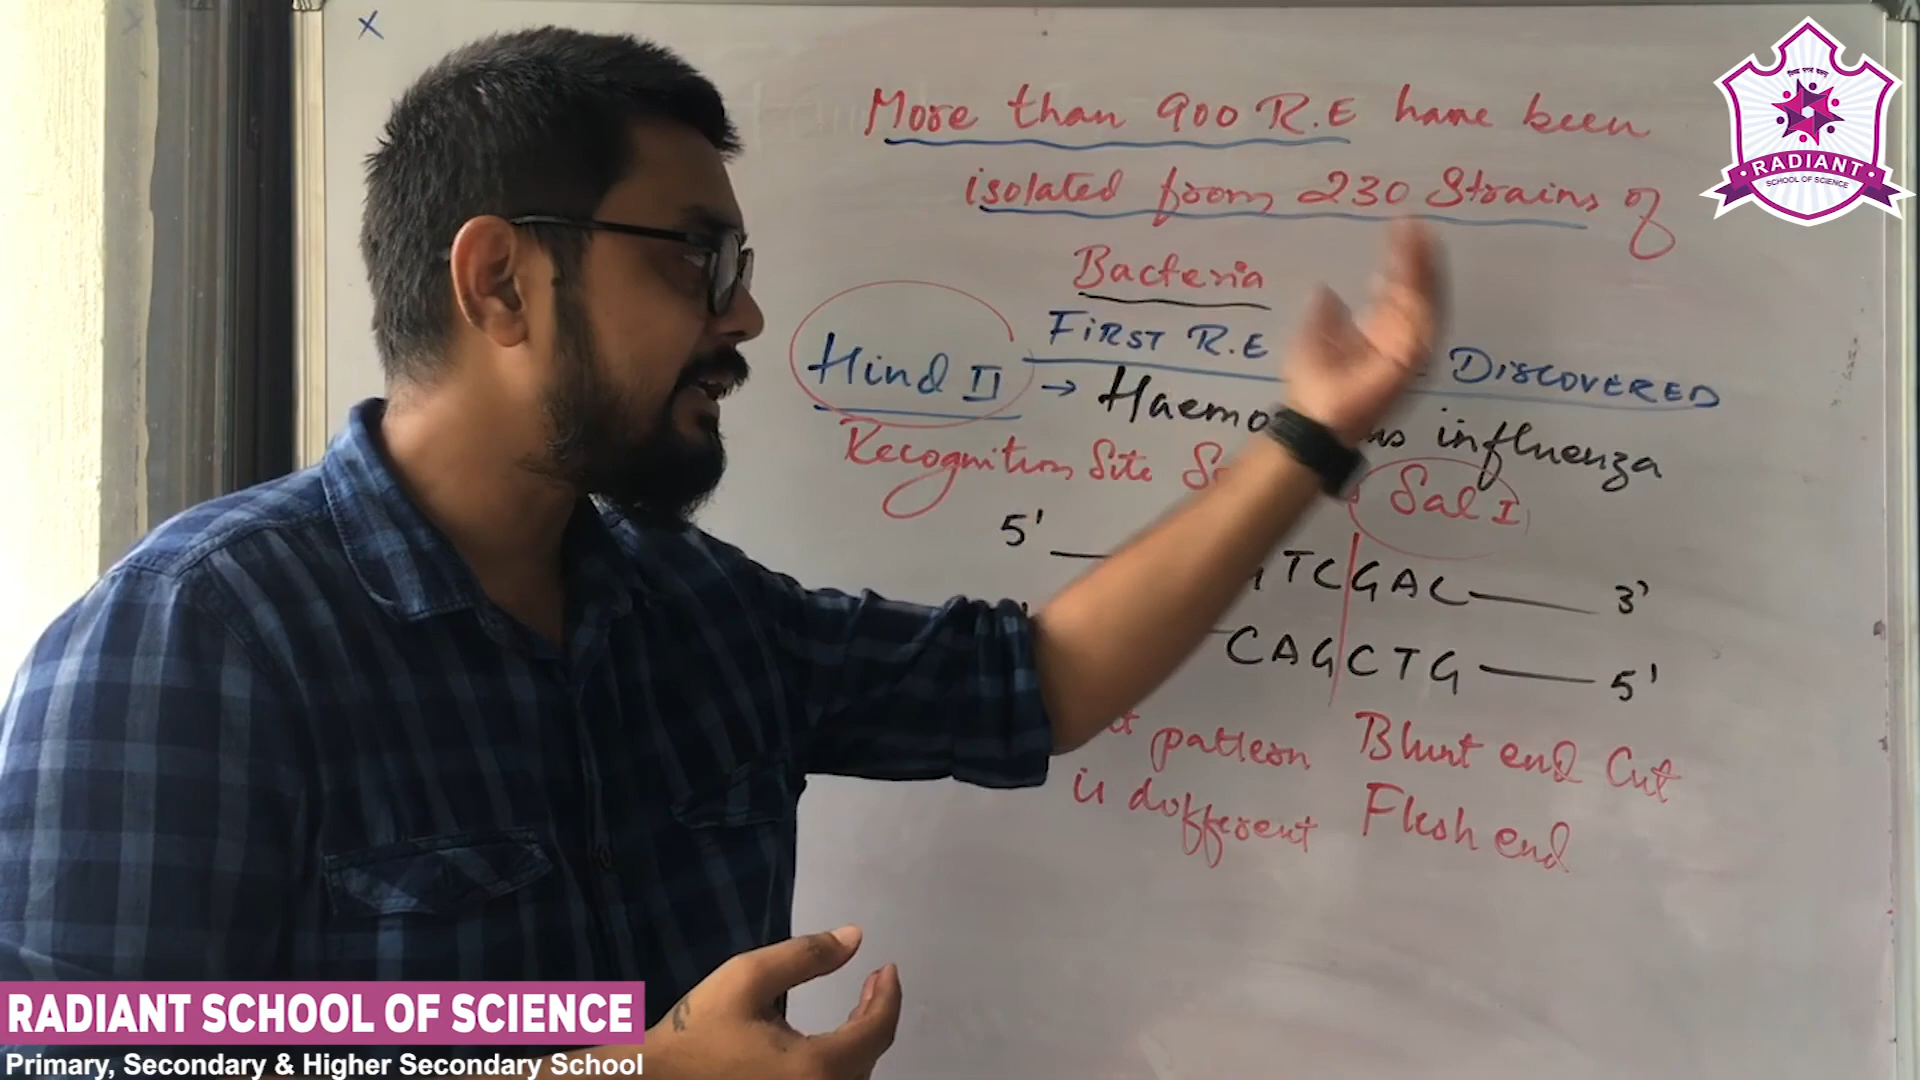 X
More than 900 R.E have been
isolated from 230 Strains of
Bacteria
FiRST R.E DiSCOVERED
Hind II → Haemo us influenza
Recognition Site Sal I
5' TCGAC 3'
CAGCTG 5'
pattern Blunt end Cut
is different Flush end
RADIANT
SCHOOL OF SCIENCE
RADIANT SCHOOL OF SCIENCE
Primary, Secondary & Higher Secondary School